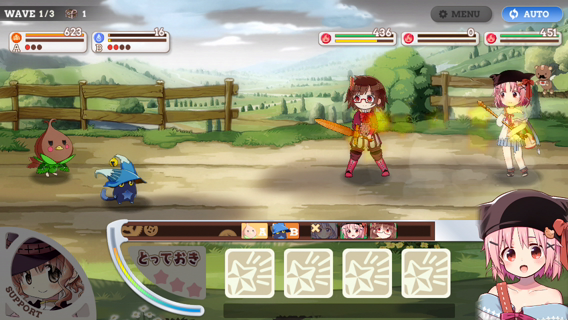 WAVE 1/3 1
MENU
AUTO
623
16
436
0
451
A
B
A B
とっておき
SUPPORT